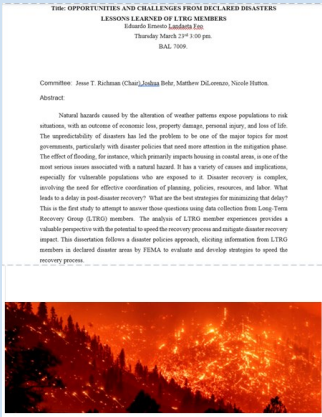 Title: OPPORTUNITIES AND CHALLENGES FROM DECLARED DISASTERS
LESSONS LEARNED OF LTRG MEMBERS
Eduardo Ernesto Landaeta Feo
Thursday March 23rd 1:00 pm.
BAL 7009.
Committee: Jesse T. Richman (Chair),Joshua Behr, Matthew DiLorenzo, Nicole Hutton.
Abstract:
Natural hazards caused by the alteration of weather patterns expose populations to risk
situations, with an outcome of economic loss, property damage, personal injury, and loss of life.
The unpredictability of disasters has led the problem to be one of the major topics for most
governments, particularly with disaster policies that need more attention in the mitigation phase.
The effect of flooding, for instance, which primarily impacts housing in coastal areas, is one of the
most serious issues associated with a natural hazard. It has a variety of causes and implications,
especially for vulnerable populations who are exposed to it. Disaster recovery is complex,
involving the need for effective coordination of planning, policies, resources, and labor. What
leads to a delay in post-disaster recovery? What are the best strategies for minimizing that delay?
This is the first study to attempt to answer those questions using data collection from Long-Term
Recovery Group (LTRG) members. The analysis of LTRG member experiences provides a
valuable perspective with the potential to speed the recovery process and mitigate disaster recovery
impact. This dissertation follows a disaster policies approach, eliciting information from LTRG
members in declared disaster areas by FEMA to evaluate and develop strategies to speed the
recovery process.